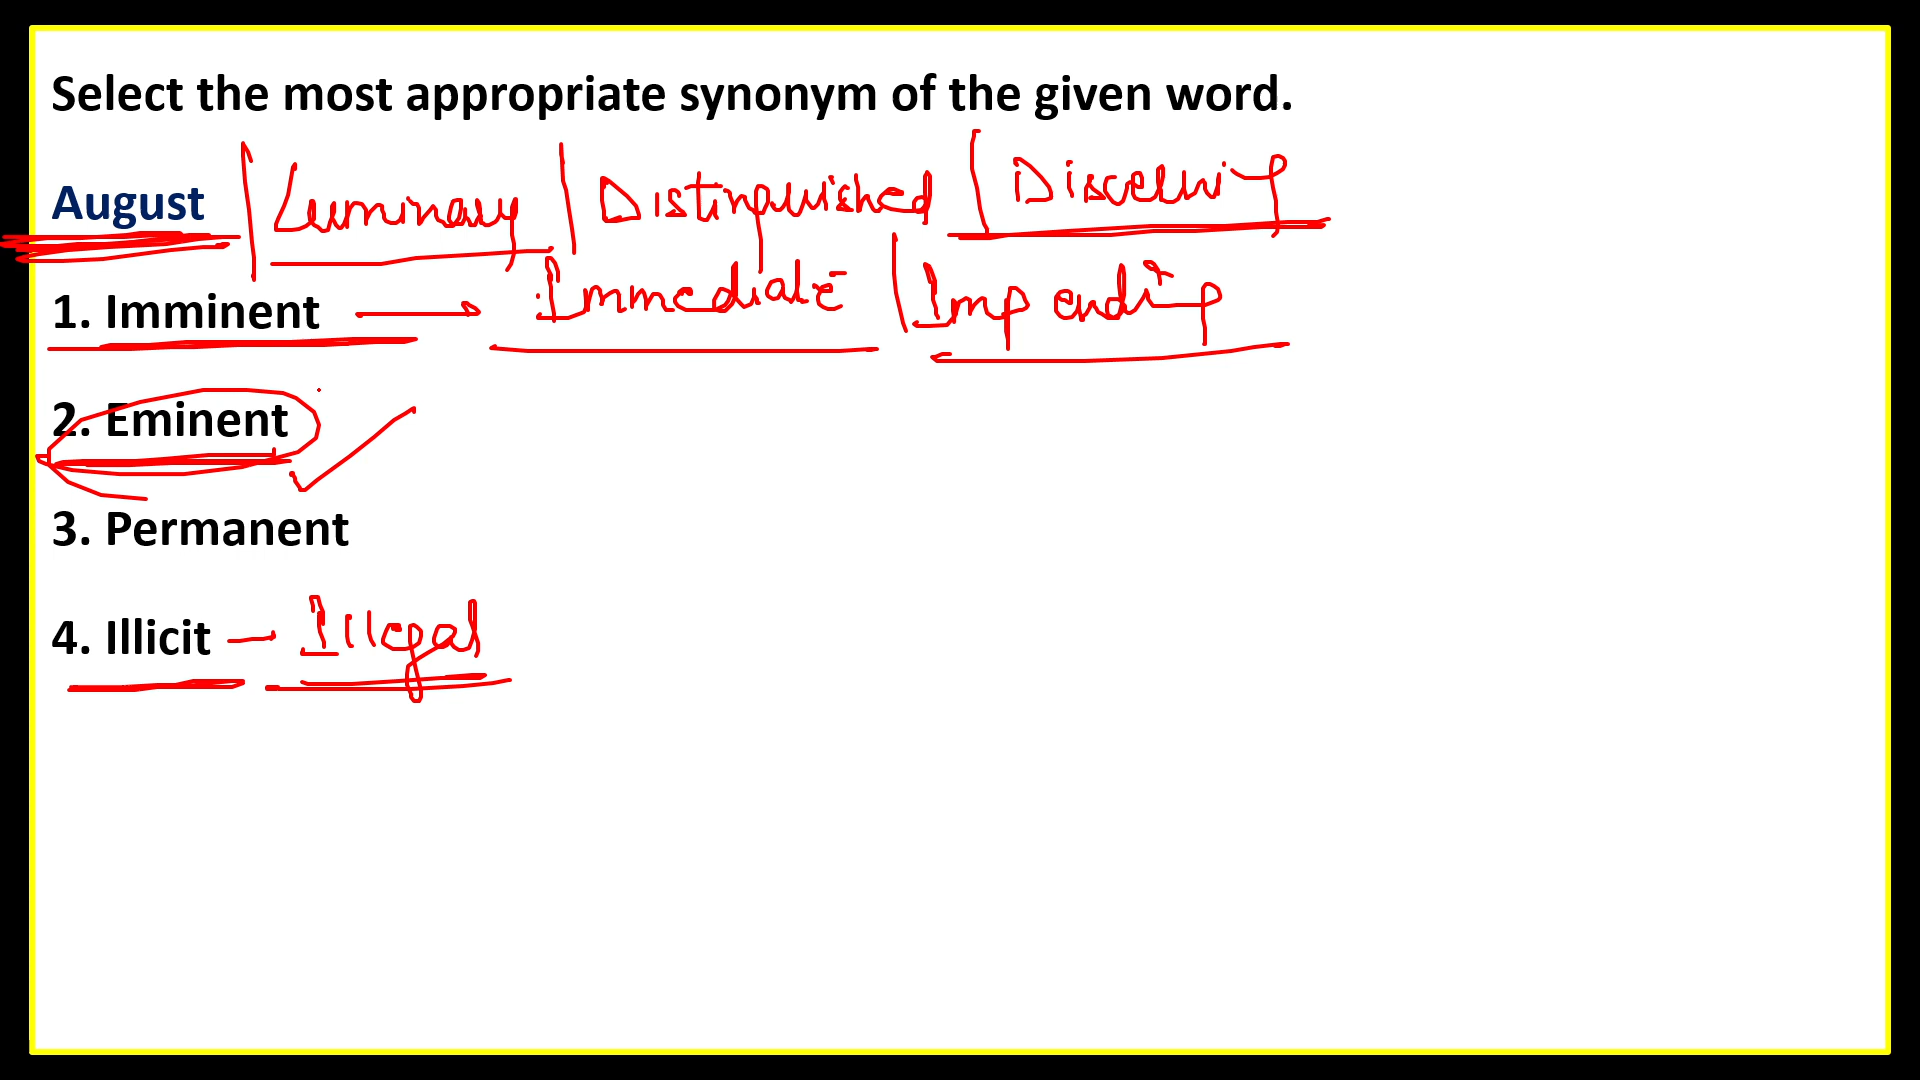 Select the most appropriate synonym of the given word.
August | Luminary | Distinquished | Discerning
1. Imminent → Immediate | Impending
2. Eminent ✓
3. Permanent
4. Illicit - Illegal